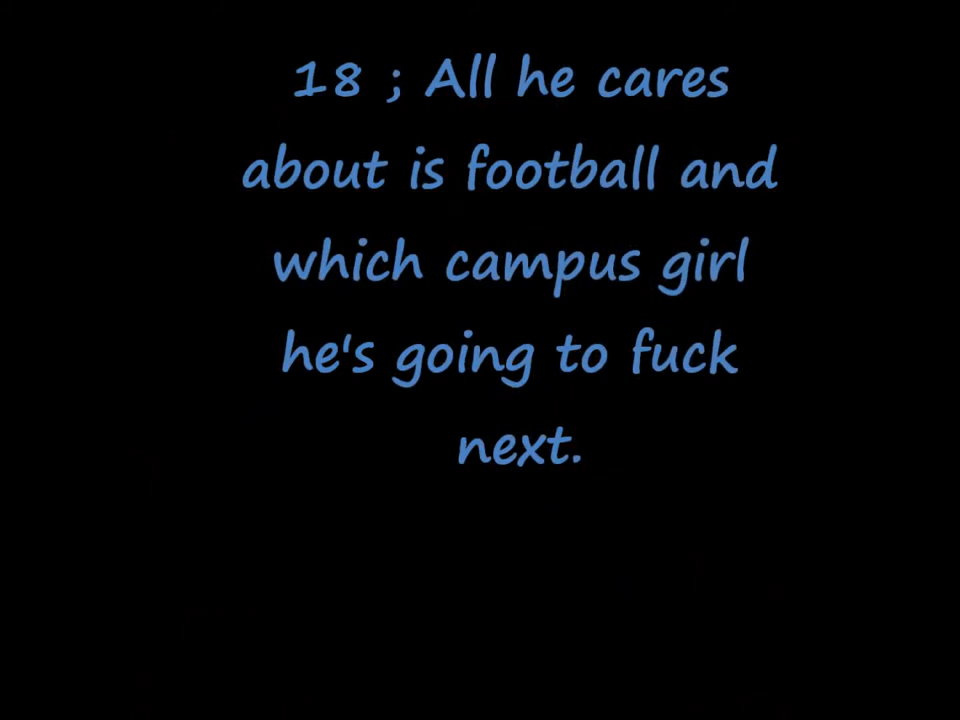 18 ; All he cares
about is football and
which campus girl
he's going to fuck
next.